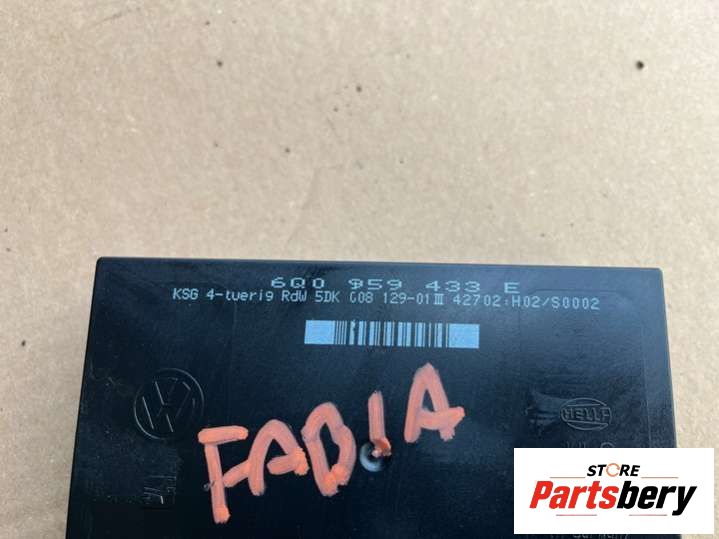 6Q0 959 433 E
KSG 4-tuerig RdW 5DK 008 129-01 III 42702:H02/S0002
VW
HELLA
FABIA
STORE
Partsbery